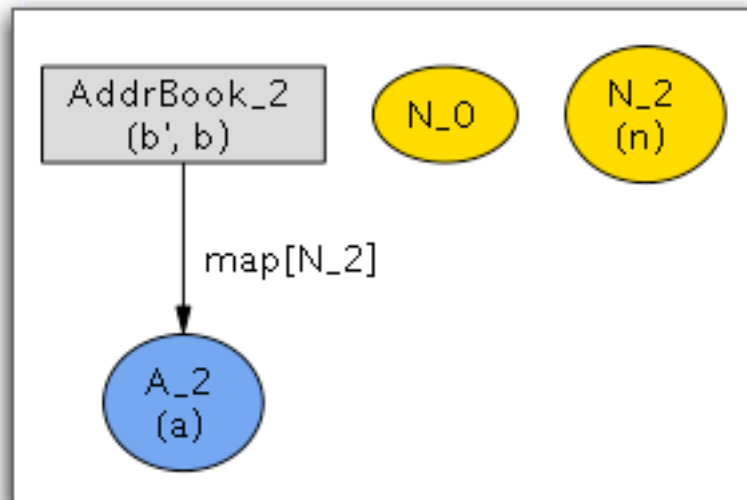 AddrBook_2
(b', b)
N_0
N_2
(n)
map[N_2]
A_2
(a)